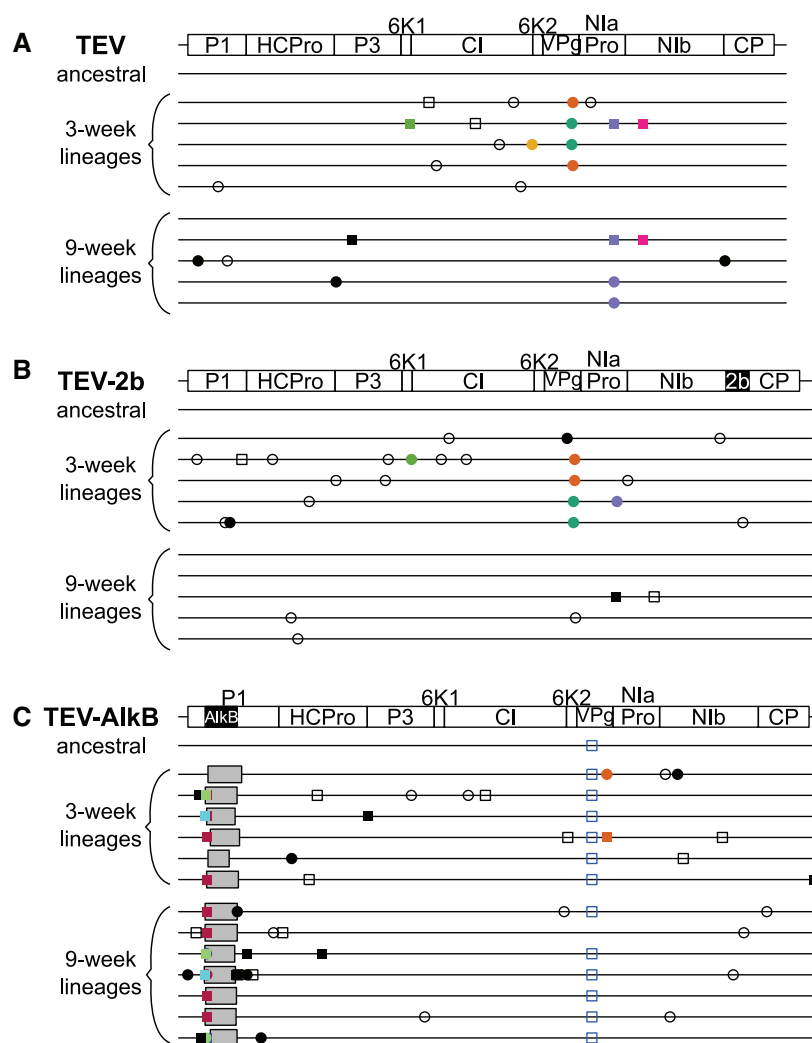 6K1 6K2 NIa
A TEV P1 HCPro P3 CI VPg Pro NIb CP
ancestral
3-week
lineages
9-week
lineages
6K1 6K2 NIa
B TEV-2b P1 HCPro P3 CI VPg Pro NIb 2b CP
ancestral
3-week
lineages
9-week
lineages
P1 6K1 6K2 NIa
C TEV-AlkB AlkB HCPro P3 CI VPg Pro NIb CP
ancestral
3-week
lineages
9-week
lineages